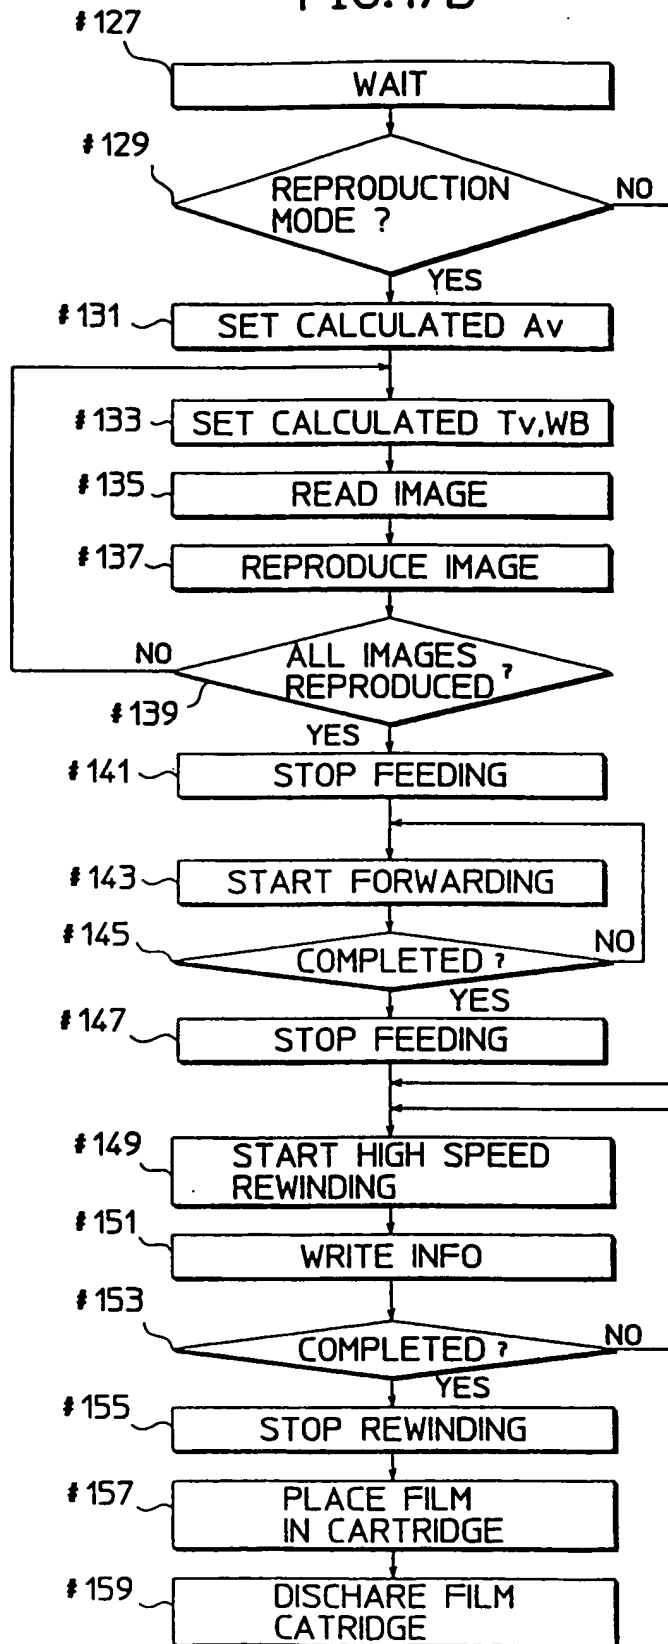 #127
WAIT
#129
REPRODUCTION
MODE ?
NO
YES
#131
SET CALCULATED Av
#133
SET CALCULATED Tv,WB
#135
READ IMAGE
#137
REPRODUCE IMAGE
NO
ALL IMAGES
REPRODUCED ?
#139
YES
#141
STOP FEEDING
#143
START FORWARDING
#145
COMPLETED ?
NO
YES
#147
STOP FEEDING
#149
START HIGH SPEED
REWINDING
#151
WRITE INFO
#153
COMPLETED ?
NO
YES
#155
STOP REWINDING
#157
PLACE FILM
IN CARTRIDGE
#159
DISCHARE FILM
CATRIDGE